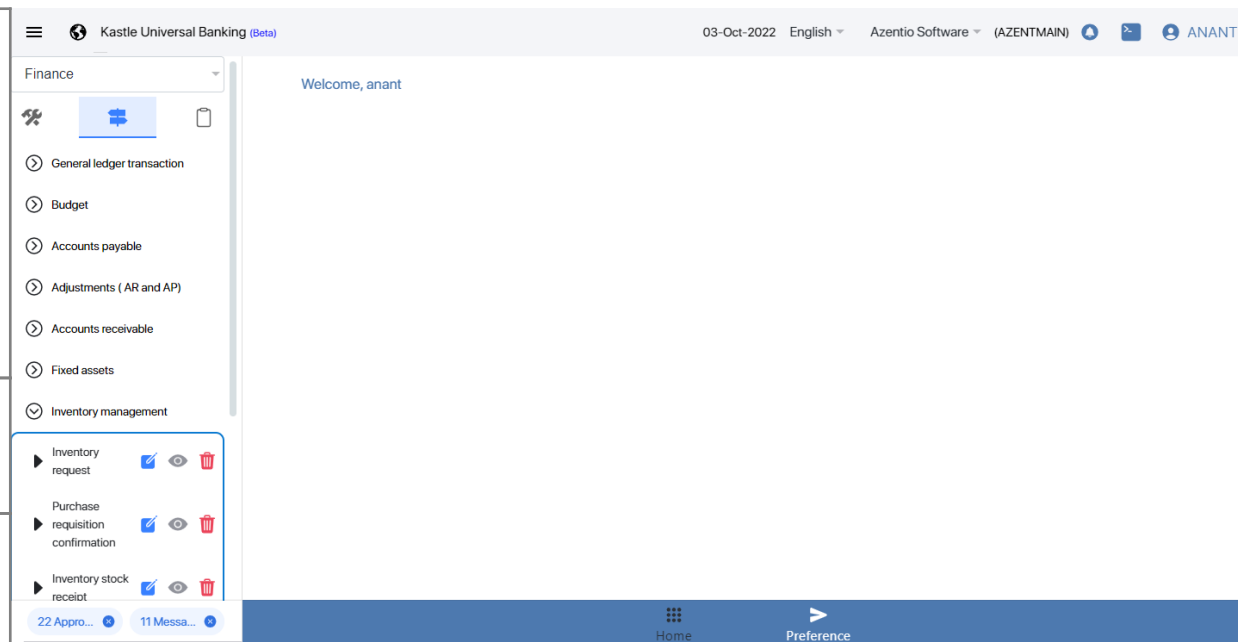 Kastle Universal Banking (Beta)
03-Oct-2022 English Azentio Software (AZENTMAIN) ANANT
Finance
Welcome, anant
General ledger transaction
Budget
Accounts payable
Adjustments ( AR and AP)
Accounts receivable
Fixed assets
Inventory management
Inventory
request
Purchase
requisition
confirmation
Inventory stock
receipt
22 Appro... 11 Messa...
Home Preference